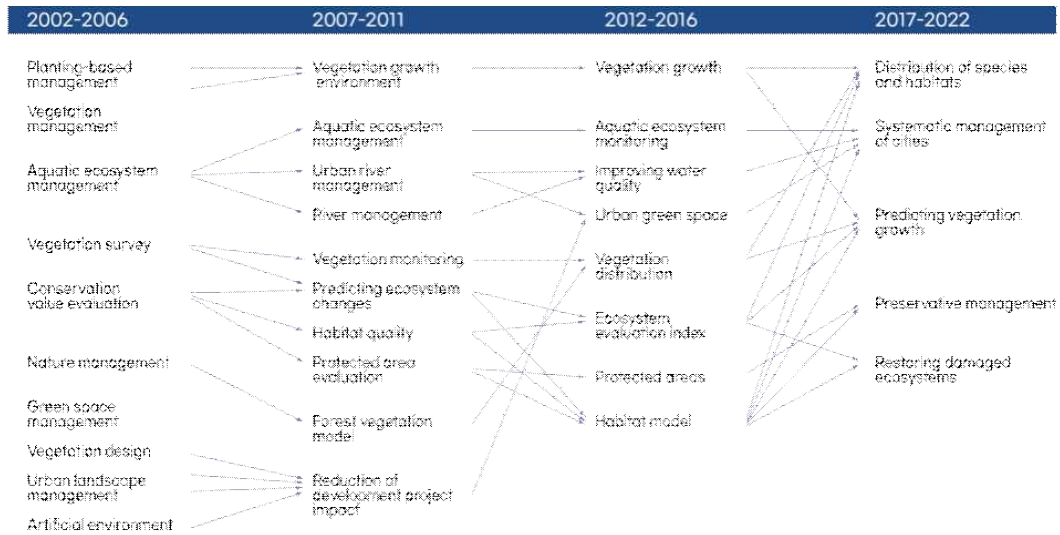 2002-2006
2007-2011
2012-2016
2017-2022
Planting-based
management
Vegetation
management
Aquatic ecosystem
management
Vegetation survey
Conservation
value evaluation
Nature management
Green space
management
Vegetation design
Urban landscape
management
Artificial environment
Vegetation growth
environment
Aquatic ecosystem
management
Urban river
management
River management
Vegetation monitoring
Predicting ecosystem
changes
Habitat quality
Protected area
evaluation
Forest vegetation
model
Reduction of
development project
impact
Vegetation growth
Aquatic ecosystem
monitoring
Improving water
quality
Urban green space
Vegetation
distribution
Ecosystem
evaluation index
Protected areas
Habitat model
Distribution of species
and habitats
Systematic management
of cities
Predicting vegetation
growth
Preservative management
Restoring damaged
ecosystems